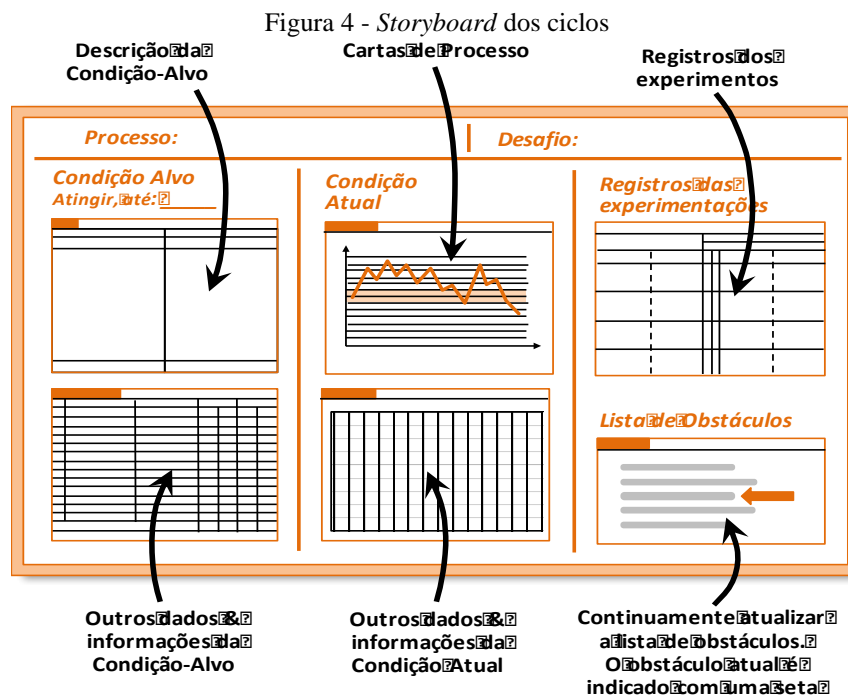 Figura 4 - Storyboard dos ciclos
Descrição da
Condição-Alvo
Cartas de Processo
Registros dos
experimentos
Processo:
Desafio:
Condição Alvo
Atingir, até: ______
Condição
Atual
Registros das
experimentações
Lista de Obstáculos
Outros dados &
informações da
Condição-Alvo
Outros dados &
informações da
Condição Atual
Continuamente atualizar
a lista de obstáculos.
O obstáculo atual é
indicado com uma seta